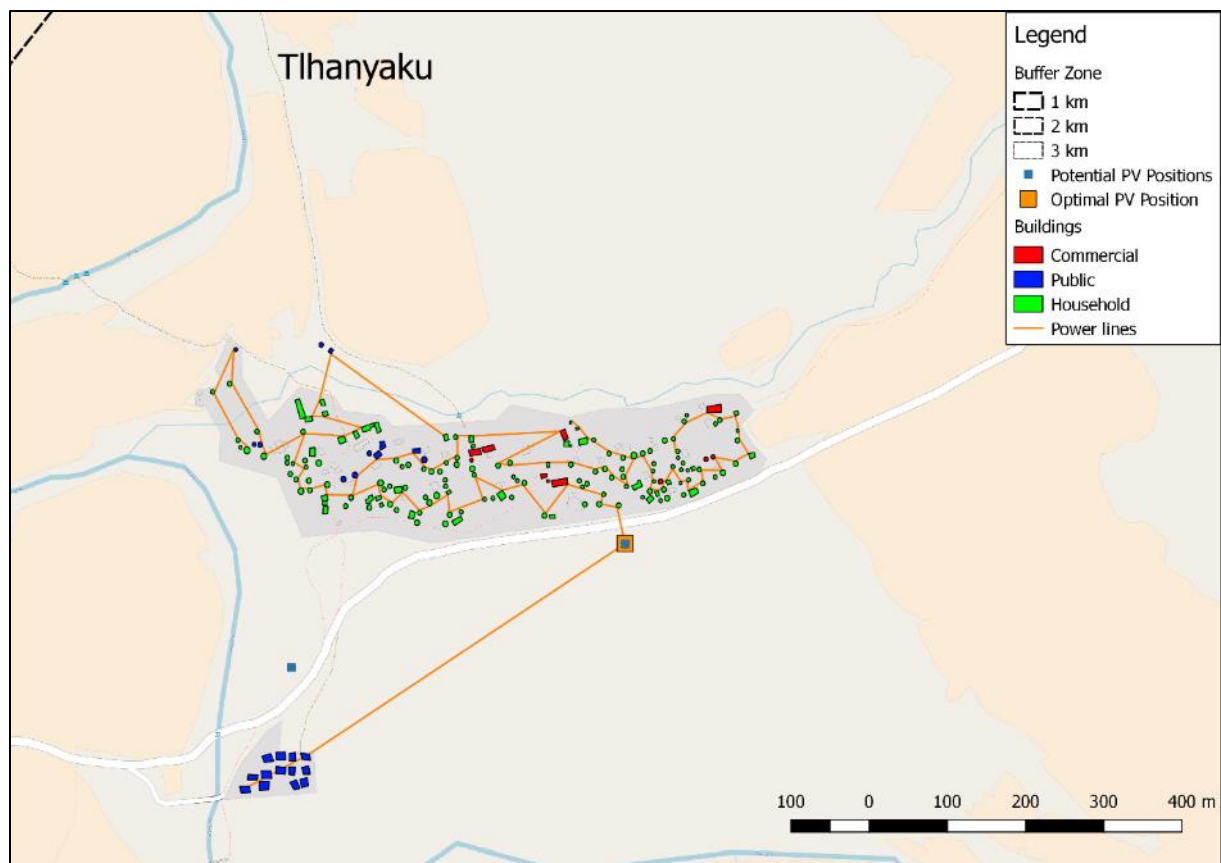 Tlhanyaku
Legend
Buffer Zone
1 km
2 km
3 km
Potential PV Positions
Optimal PV Position
Buildings
Commercial
Public
Household
Power lines
100 0 100 200 300 400 m